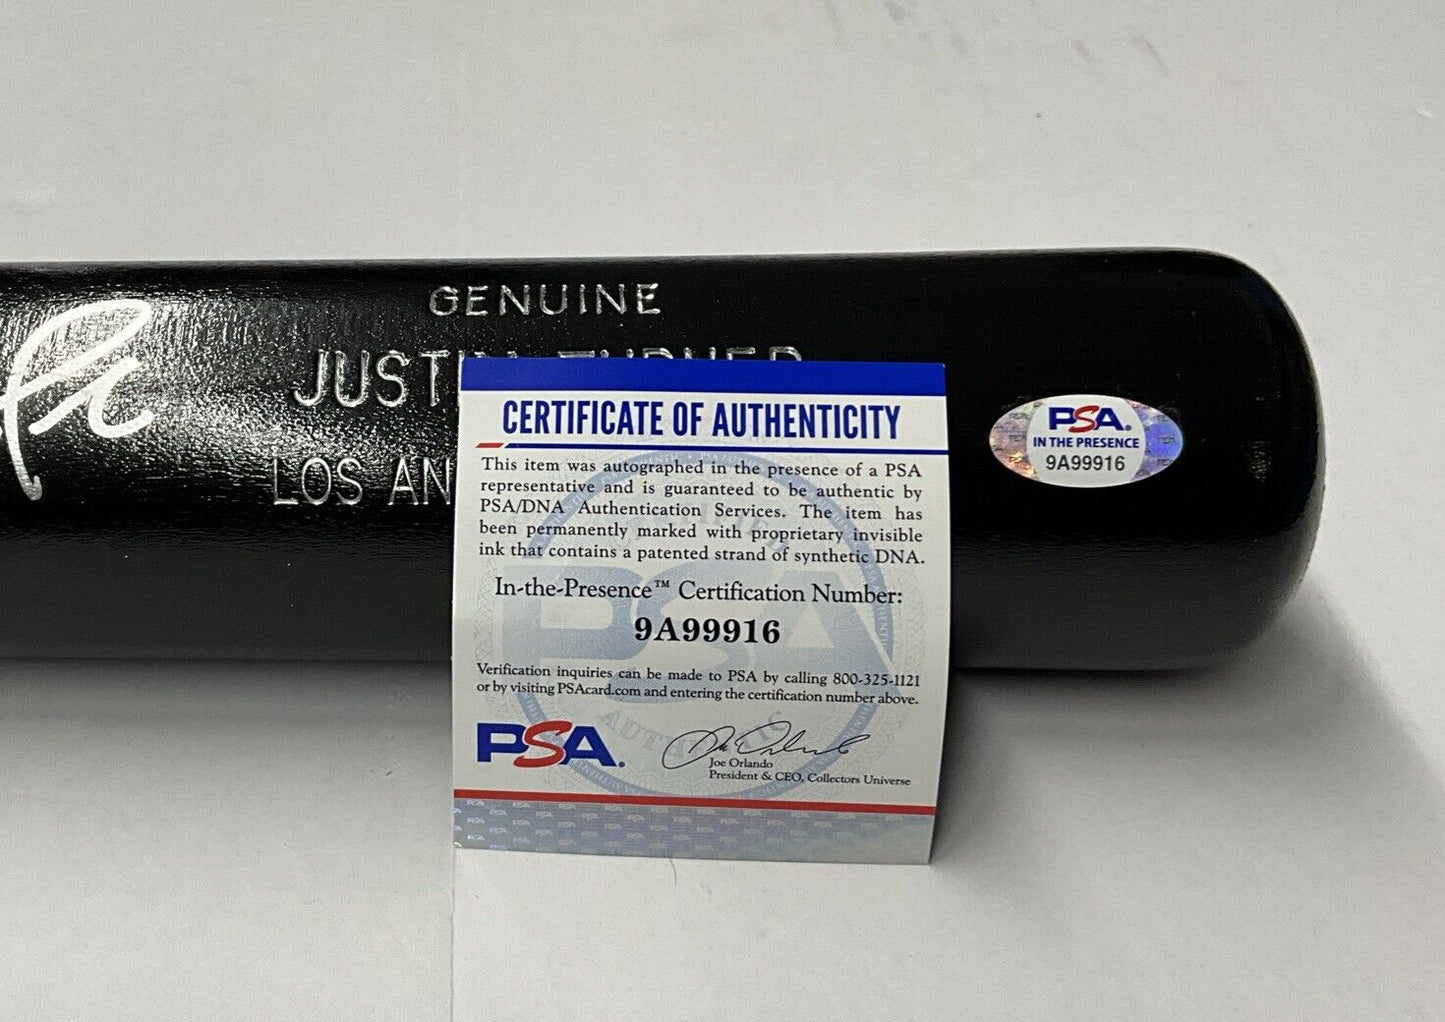 GENUINE
LOS
CERTIFICATE OF AUTHENTICITY
This item was autographed in the presence of a PSA
representative and is guaranteed to be authentic by
PSA/DNA Authentication Services. The item has
been permanently marked with proprietary invisible
ink that contains a patented strand of synthetic DNA.
In-the-Presence™ Certification Number:
9A99916
Verification inquiries can be made to PSA by calling 800-325-1121
or by visiting PSAcard.com and entering the certification number above.
PSA.
Joe Orlando
President & CEO, Collectors Universe
PSA.
IN THE PRESENCE
9A99916